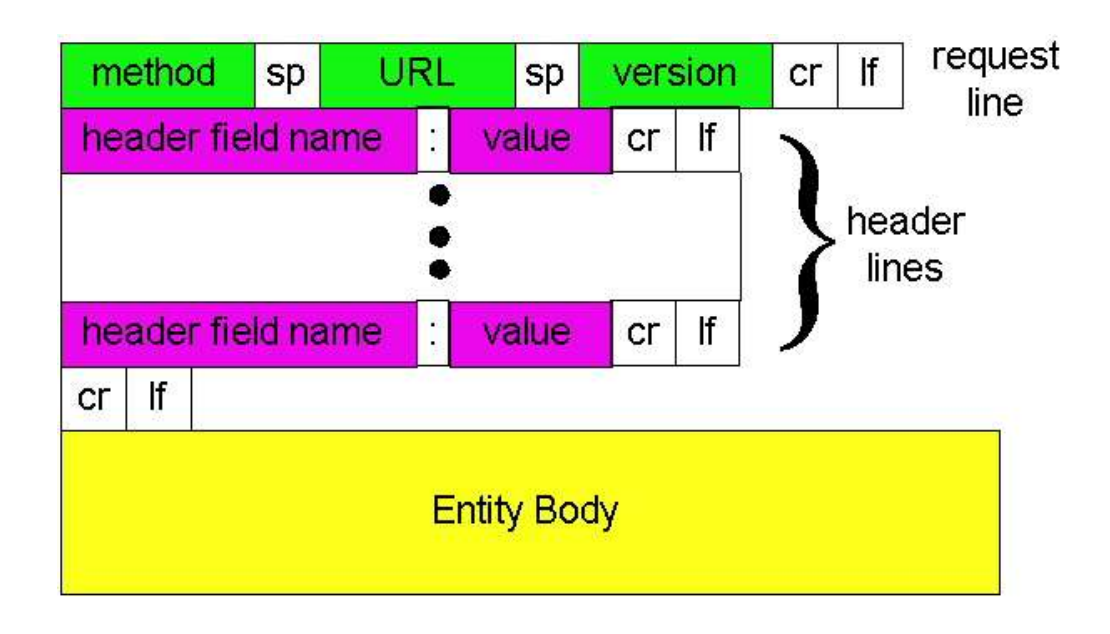 method sp URL sp version cr lf
request
line
header field name : value cr lf
header
lines
header field name : value cr lf
cr lf
Entity Body